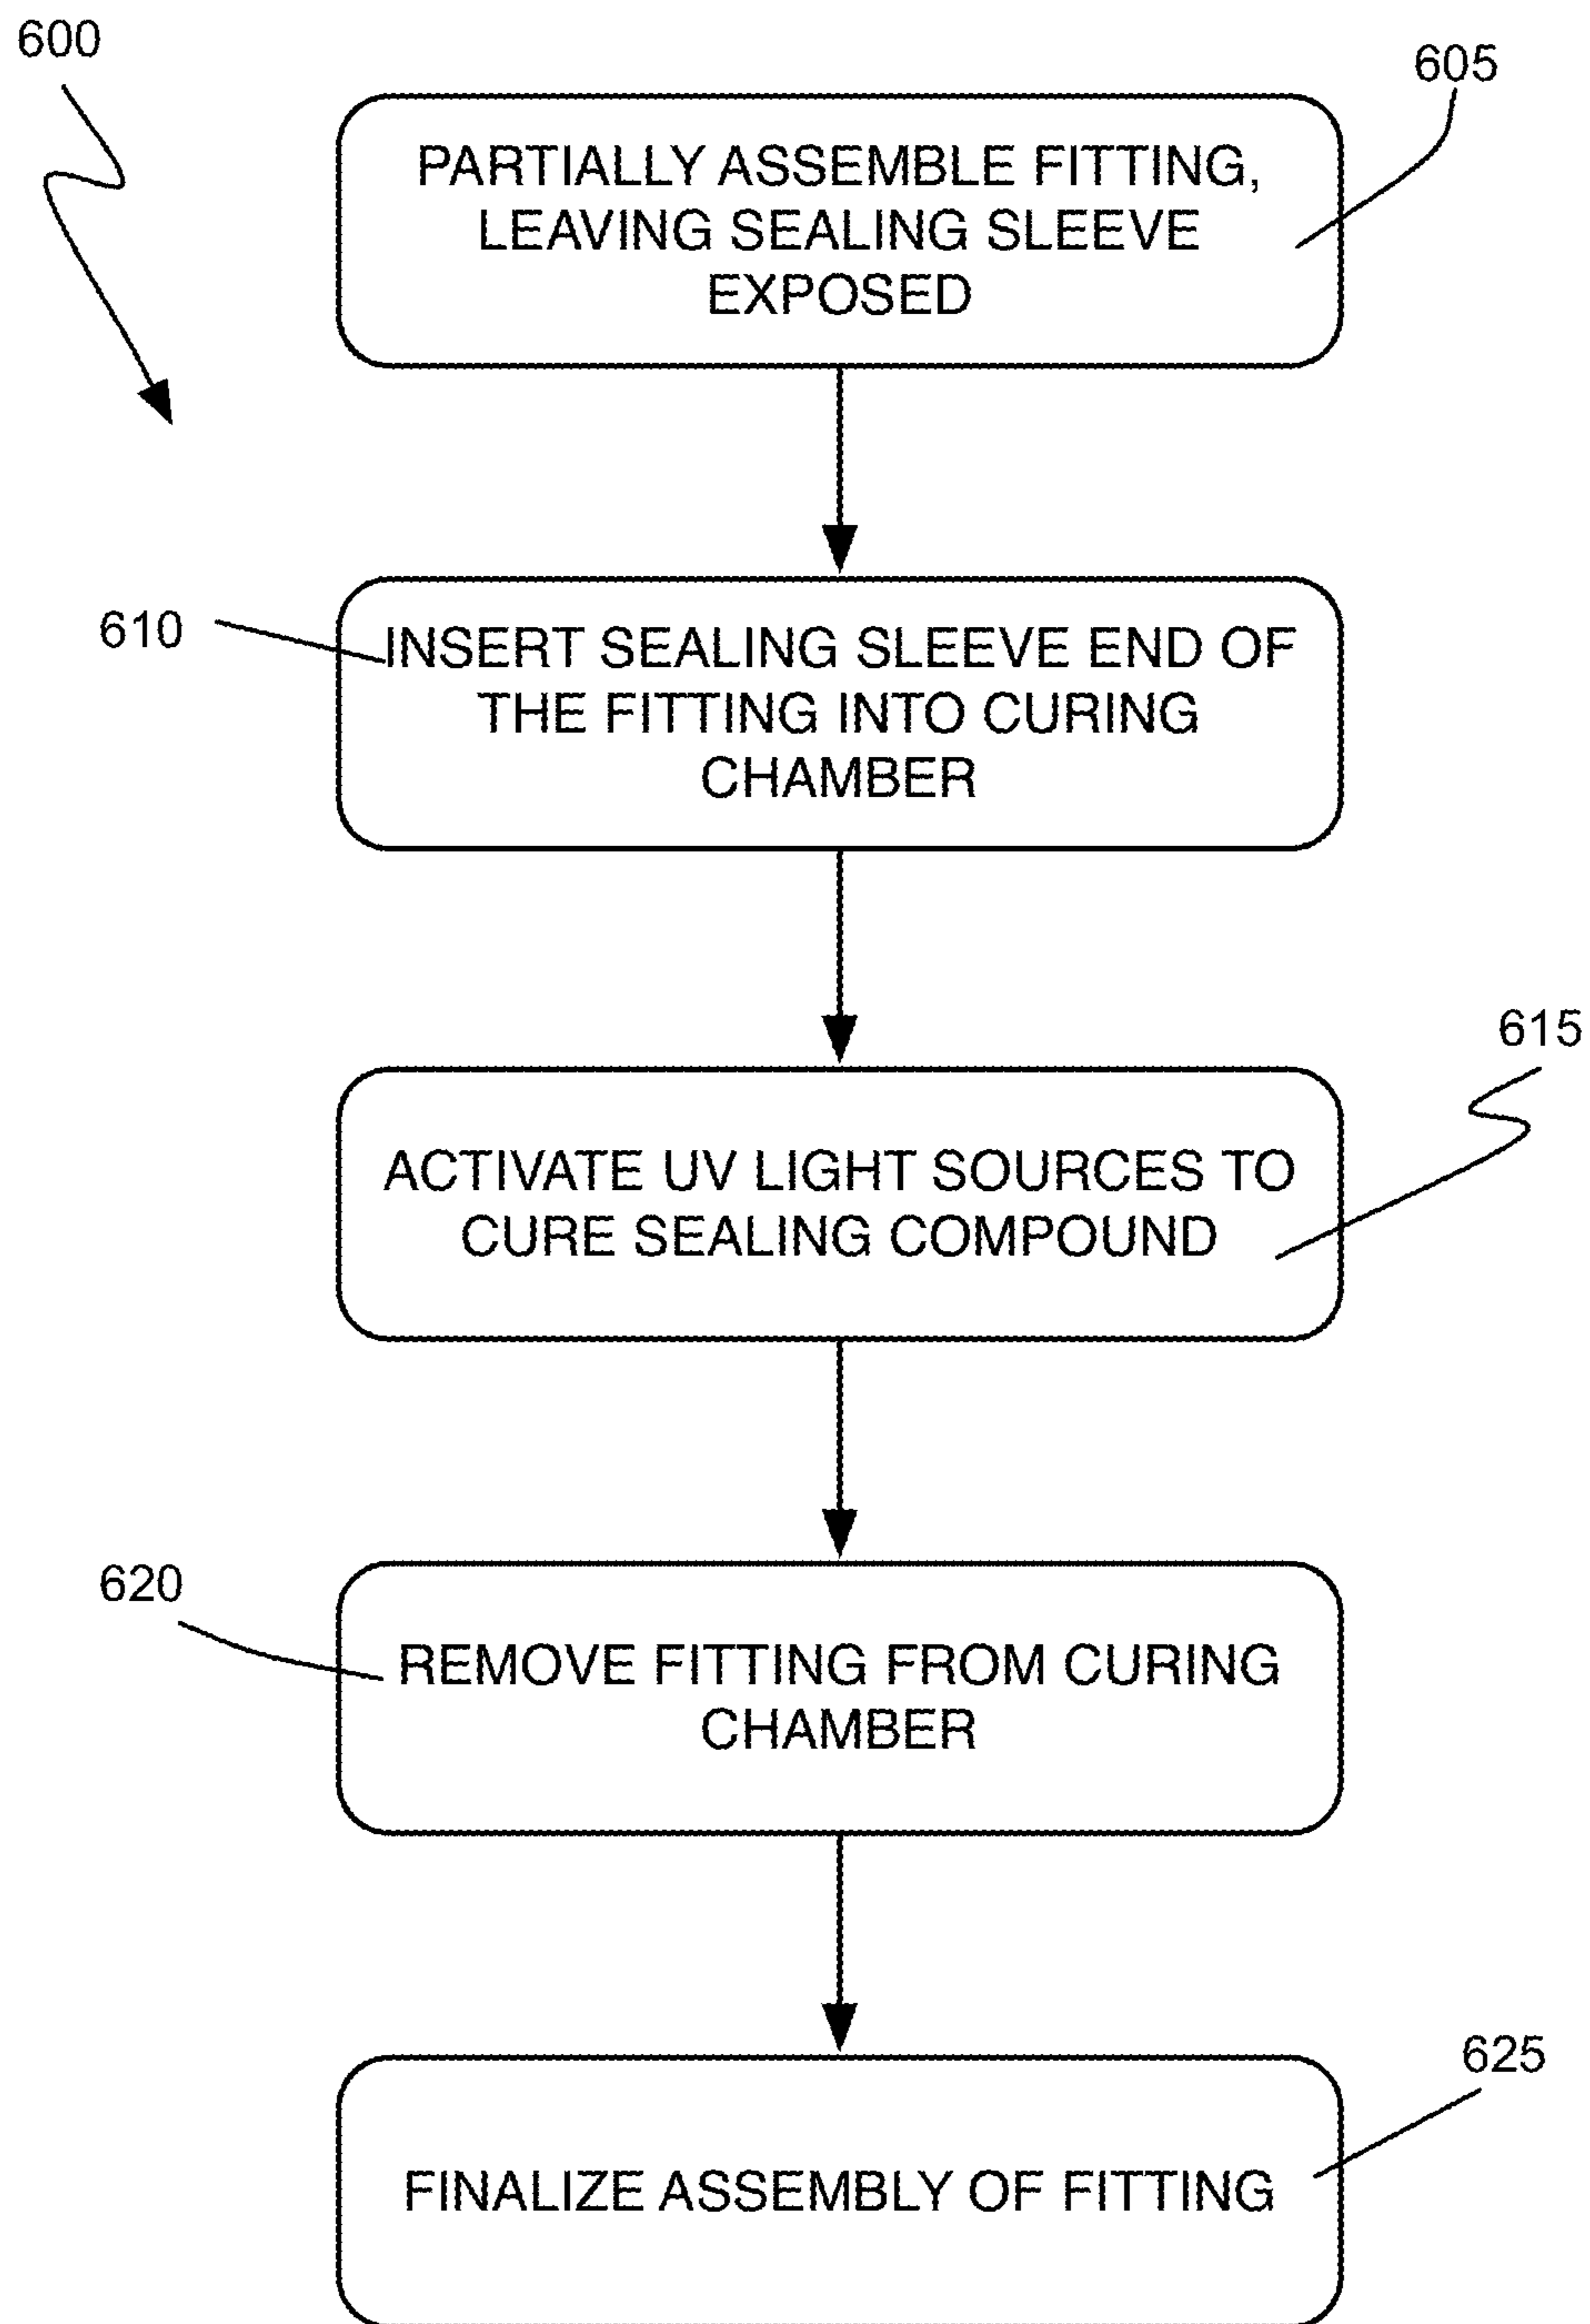 600
605
PARTIALLY ASSEMBLE FITTING,
LEAVING SEALING SLEEVE
EXPOSED
610
INSERT SEALING SLEEVE END OF
THE FITTING INTO CURING
CHAMBER
615
ACTIVATE UV LIGHT SOURCES TO
CURE SEALING COMPOUND
620
REMOVE FITTING FROM CURING
CHAMBER
625
FINALIZE ASSEMBLY OF FITTING